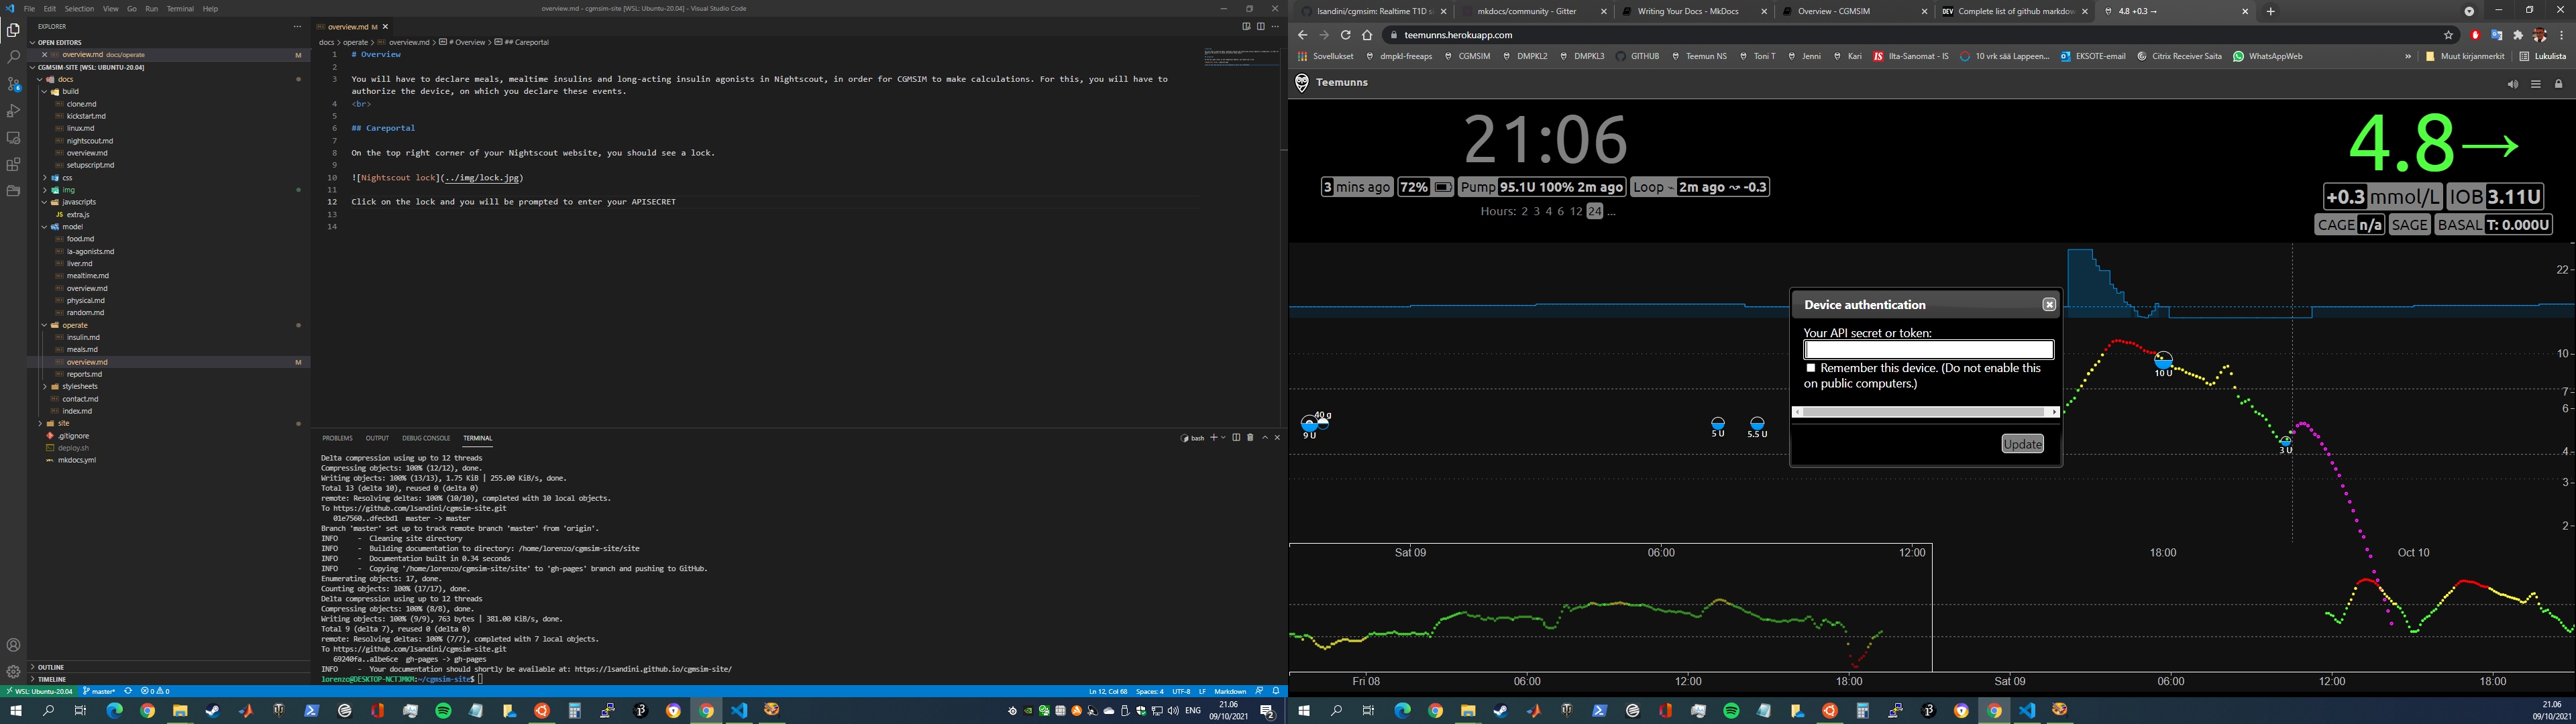 File Edit Selection View Go Run Terminal Help
overview.md - cgmsim-site [WSL: Ubuntu-20.04] - Visual Studio Code
EXPLORER
OPEN EDITORS
overview.md docs/operate M
CGMSIM-SITE [WSL: UBUNTU-20.04]
docs
build
clone.md
kickstart.md
linux.md
nightscout.md
overview.md
setupscript.md
css
img
javascripts
JS extra.js
model
food.md
la-agonists.md
liver.md
mealtime.md
overview.md
physical.md
random.md
operate
insulin.md
meals.md
overview.md M
reports.md
stylesheets
contact.md
index.md
site
.gitignore
deploy.sh
mkdocs.yml
OUTLINE
TIMELINE
overview.md M
docs > operate > overview.md > # Overview > ## Careportal
1 # Overview
2
3 You will have to declare meals, mealtime insulins and long-acting insulin agonists in Nightscout, in order for CGMSIM to make calculations. For this, you will have to
authorize the device, on which you declare these events.
4 <br>
5
6 ## Careportal
7
8 On the top right corner of your Nightscout website, you should see a lock.
9
10 ![Nightscout lock](../img/lock.jpg)
11
12 Click on the lock and you will be prompted to enter your APISECRET
13
14
PROBLEMS OUTPUT DEBUG CONSOLE TERMINAL
bash
Delta compression using up to 12 threads
Compressing objects: 100% (12/12), done.
Writing objects: 100% (13/13), 1.75 KiB | 255.00 KiB/s, done.
Total 13 (delta 10), reused 0 (delta 0)
remote: Resolving deltas: 100% (10/10), completed with 10 local objects.
To https://github.com/lsandini/cgmsim-site.git
01e7560..dfecbd1 master -> master
Branch 'master' set up to track remote branch 'master' from 'origin'.
INFO - Cleaning site directory
INFO - Building documentation to directory: /home/lorenzo/cgmsim-site/site
INFO - Documentation built in 0.34 seconds
INFO - Copying '/home/lorenzo/cgmsim-site/site' to 'gh-pages' branch and pushing to GitHub.
Enumerating objects: 17, done.
Counting objects: 100% (17/17), done.
Delta compression using up to 12 threads
Compressing objects: 100% (8/8), done.
Writing objects: 100% (9/9), 763 bytes | 381.00 KiB/s, done.
Total 9 (delta 7), reused 0 (delta 0)
remote: Resolving deltas: 100% (7/7), completed with 7 local objects.
To https://github.com/lsandini/cgmsim-site.git
69240fa..a1be6ce gh-pages -> gh-pages
INFO - Your documentation should shortly be available at: https://lsandini.github.io/cgmsim-site/
lorenzo@DESKTOP-NCTJMKM:~/cgmsim-site$
WSL: Ubuntu-20.04 master* 0 0
Ln 12, Col 68 Spaces: 4 UTF-8 LF Markdown
ENG 21.06 09/10/2021
lsandini/cgmsim: Realtime T1D si
mkdocs/community - Gitter
Writing Your Docs - MkDocs
Overview - CGMSIM
DEV Complete list of github markdow
4.8 +0.3 →
teemunns.herokuapp.com
Sovellukset dmpkl-freeaps CGMSIM DMPKL2 DMPKL3 GITHUB Teemun NS Toni T Jenni Kari IS Ilta-Sanomat - IS 10 vrk sää Lappeen... EKSOTE-email Citrix Receiver Saita WhatsAppWeb » Muut kirjanmerkit Lukulista
Teemunns
21:06
3 mins ago 72% Pump 95.1U 100% 2m ago Loop 2m ago ↝ -0.3
Hours: 2 3 4 6 12 24 ...
4.8→
+0.3 mmol/L IOB 3.11U
CAGE n/a SAGE BASAL T: 0.000U
22
10
7
6
4
3
2
40 g
9 U
5 U
5.5 U
10 U
3 U
Device authentication
Your API secret or token:
Remember this device. (Do not enable this
on public computers.)
Update
Sat 09 06:00 12:00 18:00 Oct 10
Fri 08 06:00 12:00 18:00 Sat 09 06:00 12:00 18:00
21.06
09/10/2021